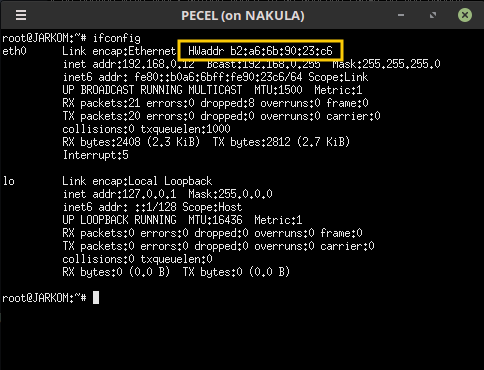 PECEL (on NAKULA)
root@JARKOM:~# ifconfig
eth0 Link encap:Ethernet HWaddr b2:a6:6b:90:23:c6
inet addr:192.168.0.12 Bcast:192.168.0.255 Mask:255.255.255.0
inet6 addr: fe80::b0a6:6bff:fe90:23c6/64 Scope:Link
UP BROADCAST RUNNING MULTICAST MTU:1500 Metric:1
RX packets:21 errors:0 dropped:8 overruns:0 frame:0
TX packets:20 errors:0 dropped:0 overruns:0 carrier:0
collisions:0 txqueuelen:1000
RX bytes:2408 (2.3 KiB) TX bytes:2812 (2.7 KiB)
Interrupt:5
lo Link encap:Local Loopback
inet addr:127.0.0.1 Mask:255.0.0.0
inet6 addr: ::1/128 Scope:Host
UP LOOPBACK RUNNING MTU:16436 Metric:1
RX packets:0 errors:0 dropped:0 overruns:0 frame:0
TX packets:0 errors:0 dropped:0 overruns:0 carrier:0
collisions:0 txqueuelen:0
RX bytes:0 (0.0 B) TX bytes:0 (0.0 B)
root@JARKOM:~#